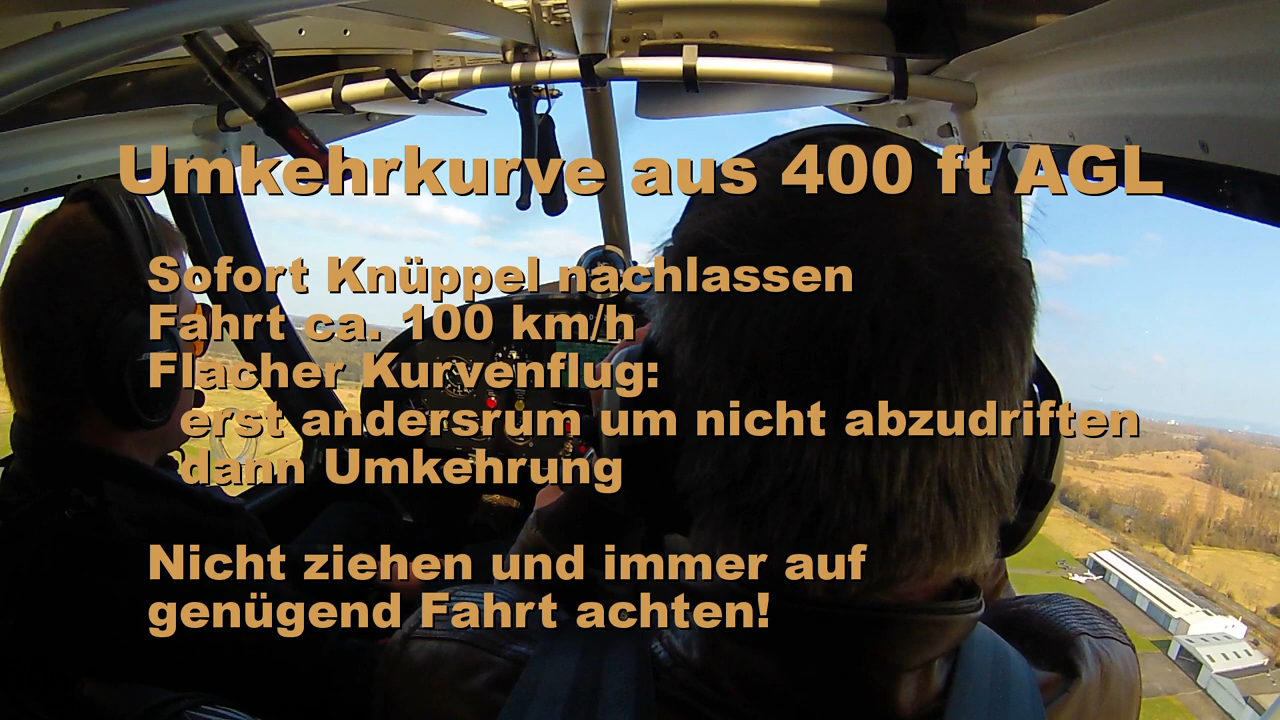 Umkehrkurve aus 400 ft AGL
Sofort Knüppel nachlassen
Fahrt ca. 100 km/h
Flacher Kurvenflug:
erst andersrum um nicht abzudriften
dann Umkehrung
Nicht ziehen und immer auf
genügend Fahrt achten!